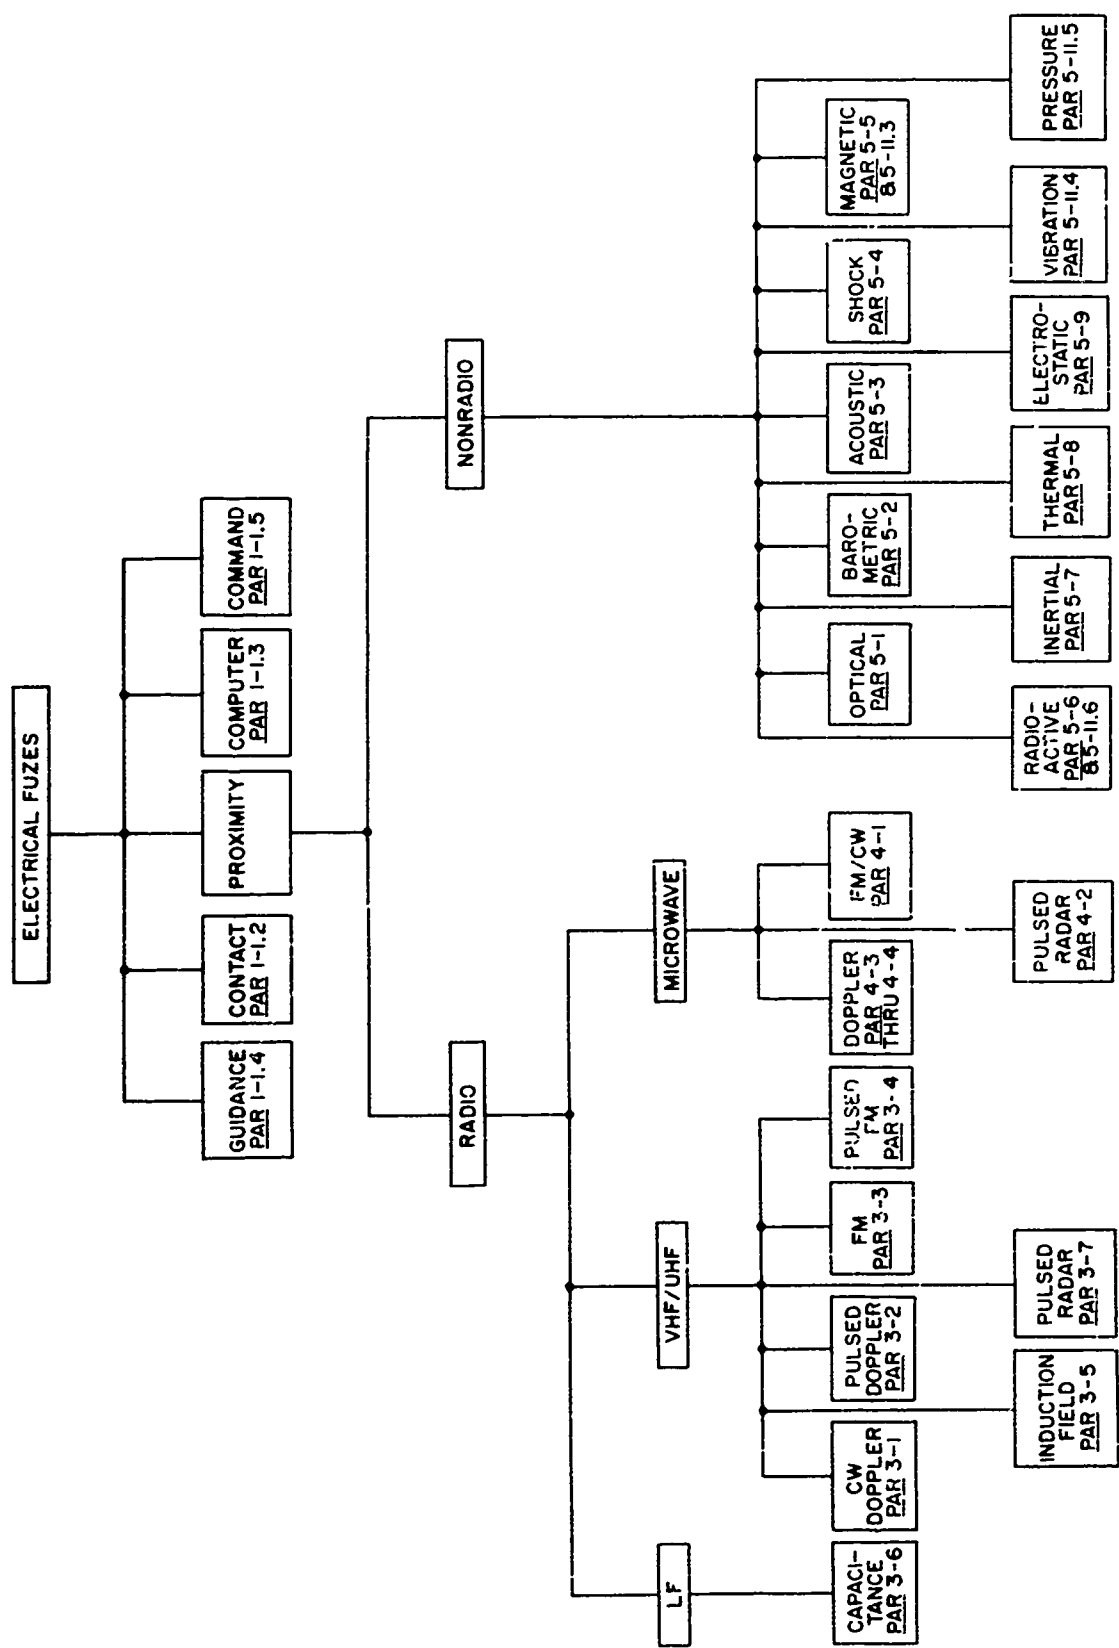 ELECTRICAL FUZES
GUIDANCE
PAR 1-1.4
CONTACT
PAR 1-1.2
PROXIMITY
COMPUTER
PAR 1-1.3
COMMAND
PAR 1-1.5
RADIO
NONRADIO
LF
VHF/UHF
MICROWAVE
CAPACI-
TANCE
PAR 3-6
CW
DOPPLER
PAR 3-1
PULSED
DOPPLER
PAR 3-2
FM
PAR 3-3
PULSED
FM
PAR 3-4
DOPPLER
PAR 4-3
THRU 4-4
FM/CW
PAR 4-1
OPTICAL
PAR 5-1
BARO-
METRIC
PAR 5-2
ACOUSTIC
PAR 5-3
SHOCK
PAR 5-4
MAGNETIC
PAR 5-5
&5-11.3
INDUCTION
FIELD
PAR 3-5
PULSED
RADAR
PAR 3-7
PULSED
RADAR
PAR 4-2
RADIO-
ACTIVE
PAR 5-6
&5-11.6
INERTIAL
PAR 5-7
THERMAL
PAR 5-8
ELECTRO-
STATIC
PAR 5-9
VIBRATION
PAR 5-11.4
PRESSURE
PAR 5-11.5